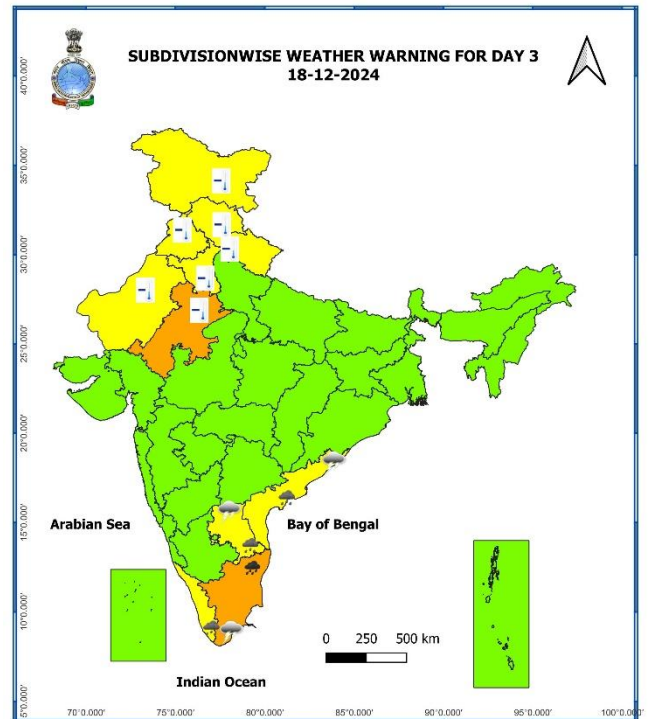 SUBDIVISIONWISE WEATHER WARNING FOR DAY 3
18-12-2024
40°0.000'
35°0.000'
30°0.000'
25°0.000'
20°0.000'
15°0.000'
10°0.000'
5°0.000'
Arabian Sea
Bay of Bengal
0 250 500 km
Indian Ocean
70°0.000' 75°0.000' 80°0.000' 85°0.000' 90°0.000' 95°0.000' 100°0.000'